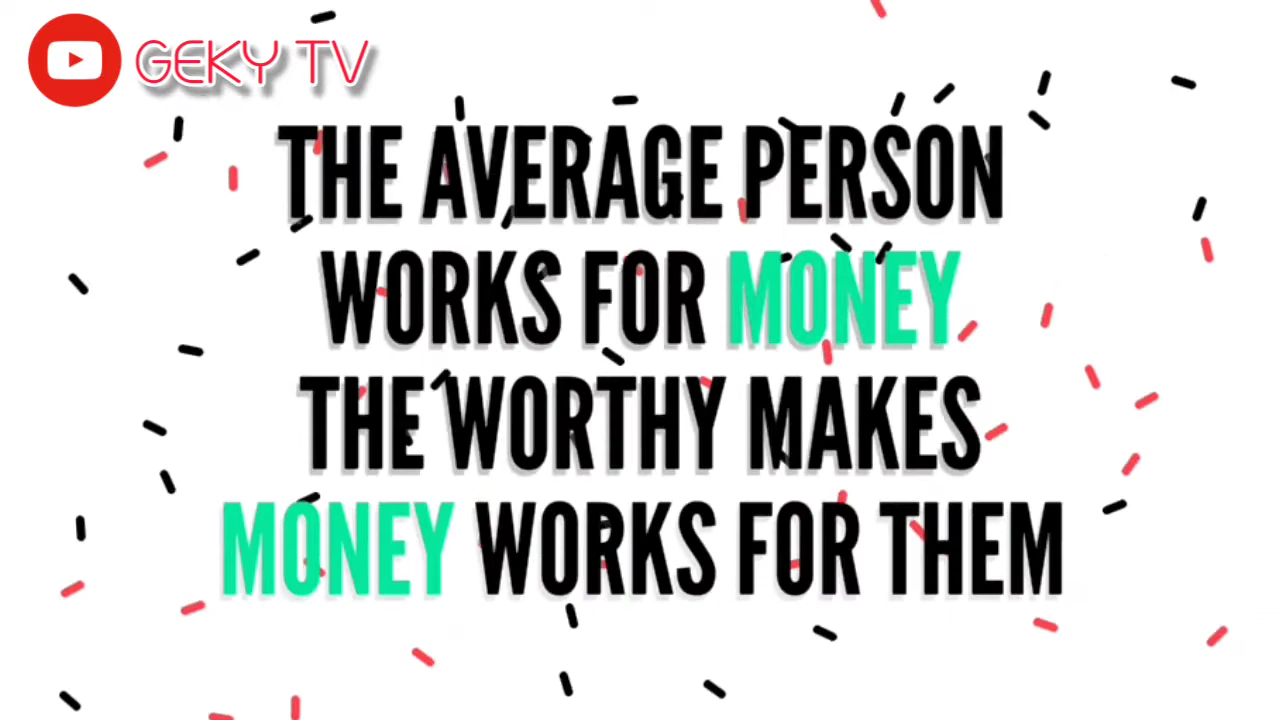 GEKY TV
THE AVERAGE PERSON
WORKS FOR MONEY
THE WORTHY MAKES
MONEY WORKS FOR THEM